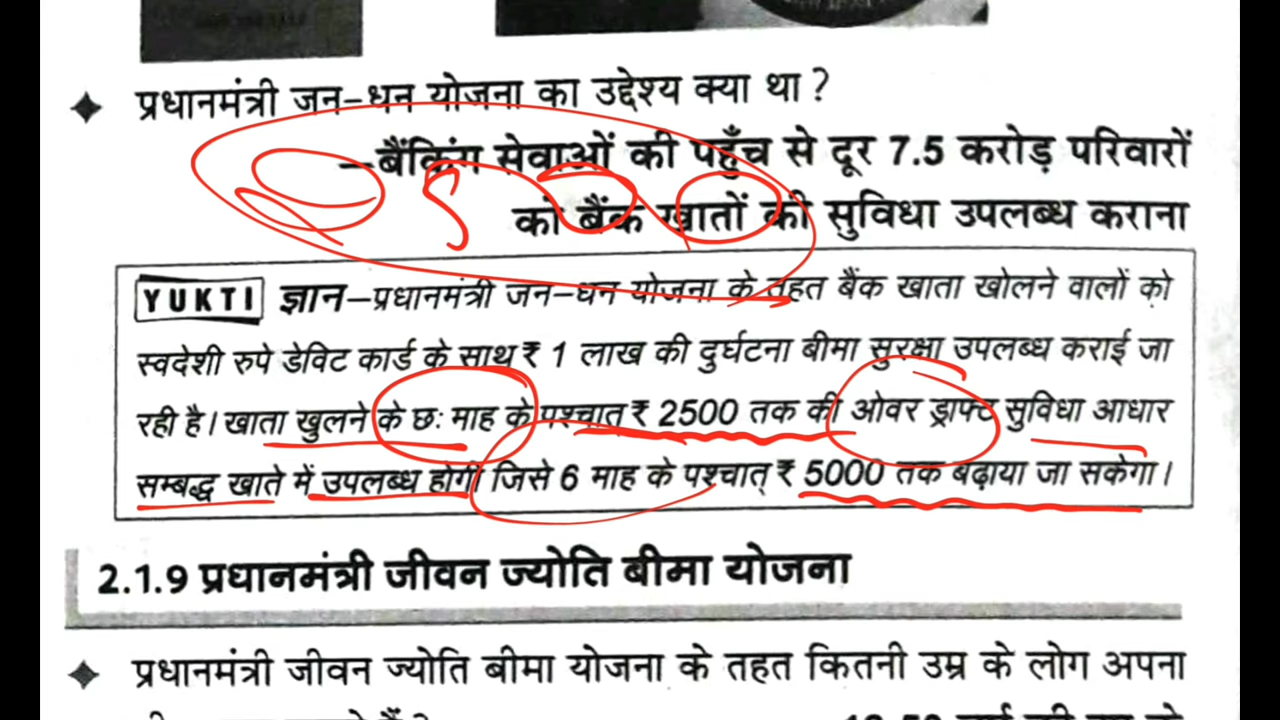 प्रधानमंत्री जन-धन योजना का उद्देश्य क्या था ?
–बैंकिंग सेवाओं की पहुँच से दूर 7.5 करोड़ परिवारों
को बैंक खातों की सुविधा उपलब्ध कराना
YUKTI ज्ञान–प्रधानमंत्री जन-धन योजना के तहत बैंक खाता खोलने वालों को
स्वदेशी रुपे डेविट कार्ड के साथ ₹ 1 लाख की दुर्घटना बीमा सुरक्षा उपलब्ध कराई जा
रही है। खाता खुलने के छः माह के पश्चात ₹ 2500 तक की ओवर ड्राफ्ट सुविधा आधार
सम्बद्ध खाते में उपलब्ध होगी जिसे 6 माह के पश्चात् ₹ 5000 तक बढ़ाया जा सकेगा।
2.1.9 प्रधानमंत्री जीवन ज्योति बीमा योजना
प्रधानमंत्री जीवन ज्योति बीमा योजना के तहत कितनी उम्र के लोग अपना